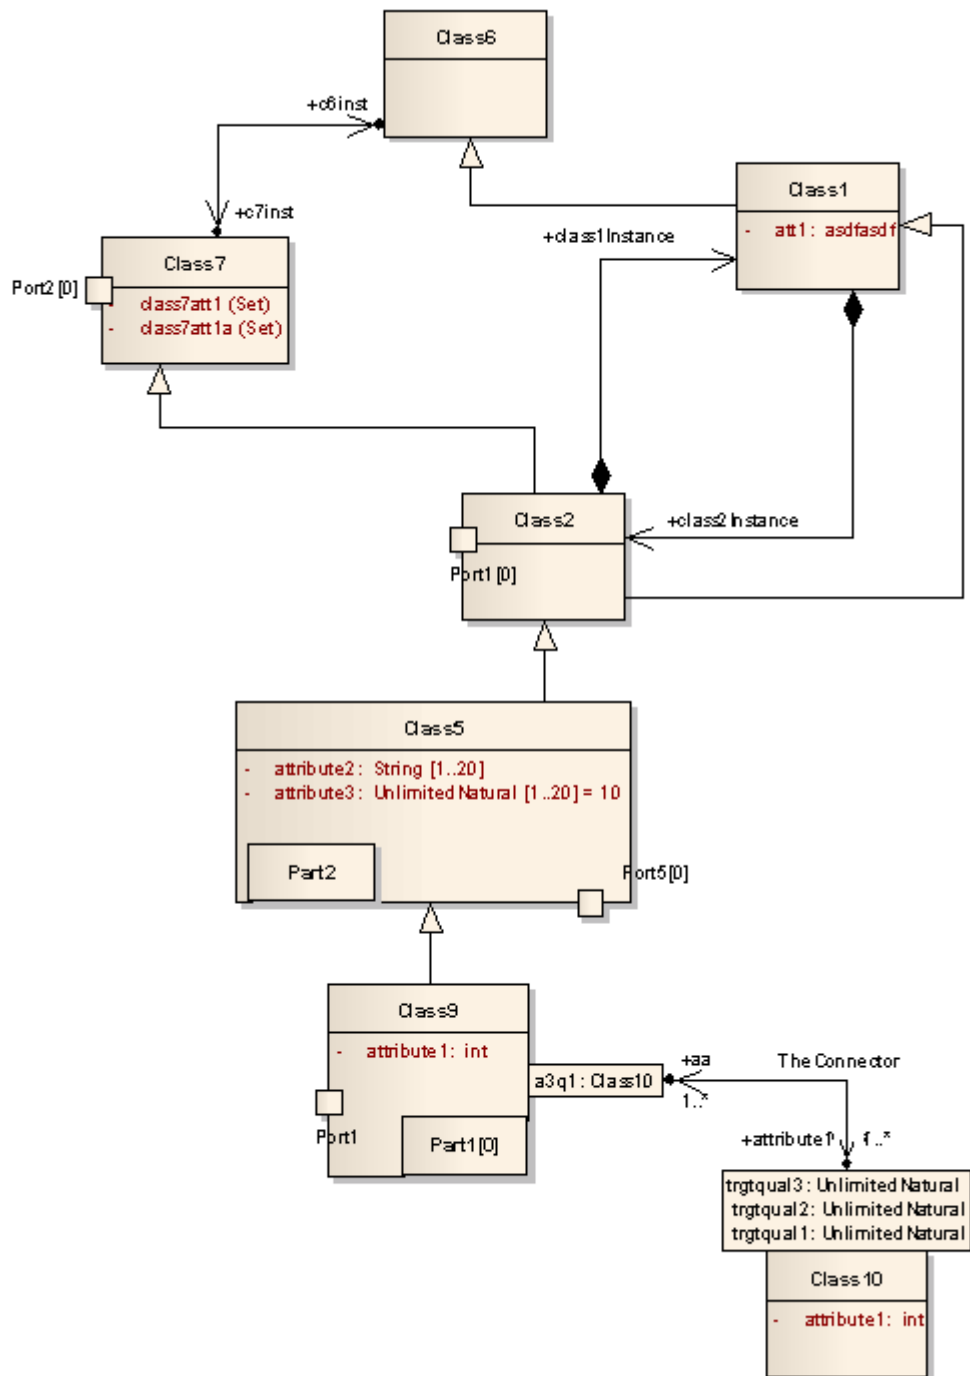 Class6
+c6inst
Class1
+c7inst
- att1: asdfasdf
+class1Instance
Class7
Port2 [0]
- class7att1 (Set)
- class7att1a (Set)
Class2
+class2Instance
Port1 [0]
Class5
- attribute2: String [1..20]
- attribute3: Unlimited Natural [1..20] = 10
Part2
Port5[0]
Class9
- attribute1: int
+aa
The Connector
a3q1: Class10
1..*
Port1
Part1[0]
+attribute1
1..*
trgtqual3: Unlimited Natural
trgtqual2: Unlimited Natural
trgtqual1: Unlimited Natural
Class10
- attribute1: int